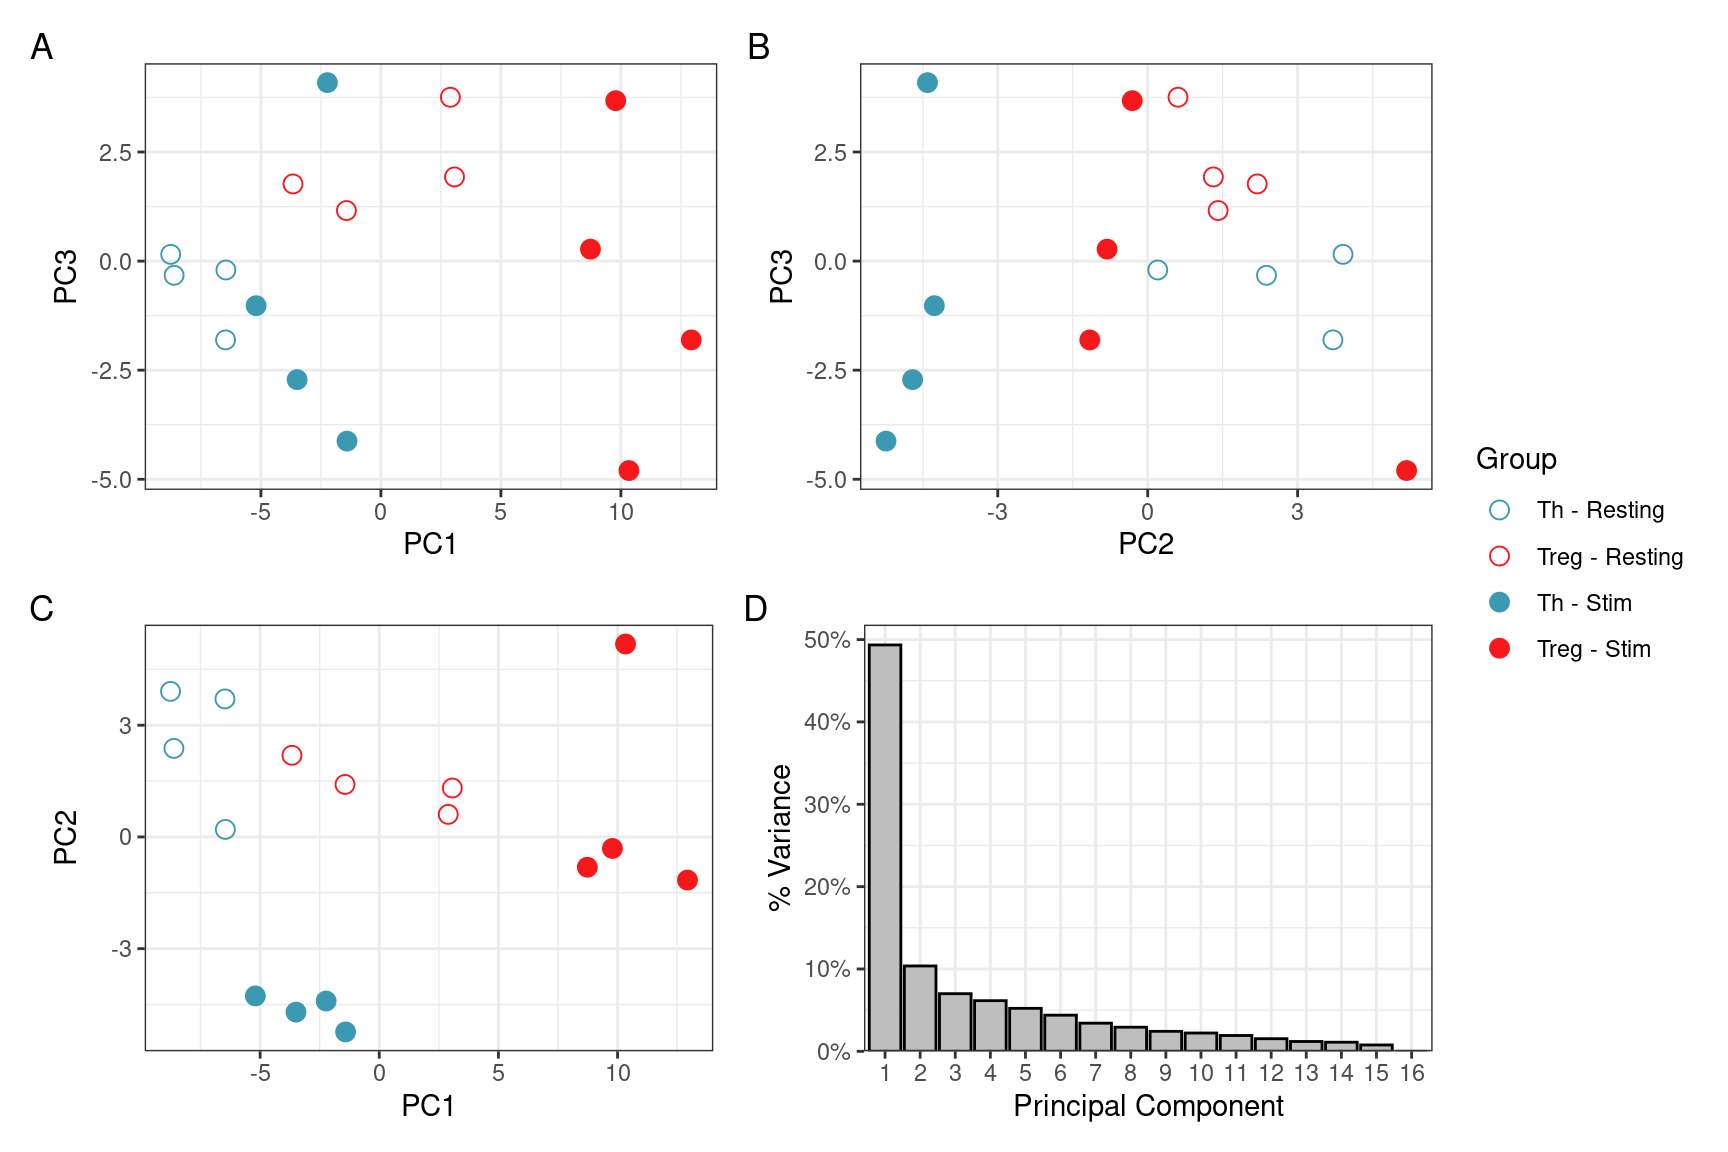 A
PC3
2.5
0.0
-2.5
-5.0
-5 0 5 10
PC1
B
PC3
2.5
0.0
-2.5
-5.0
-3 0 3
PC2
Group
Th - Resting
Treg - Resting
Th - Stim
Treg - Stim
C
PC2
3
0
-3
-5 0 5 10
PC1
D
% Variance
50%
40%
30%
20%
10%
0%
1 2 3 4 5 6 7 8 9 10 11 12 13 14 15 16
Principal Component